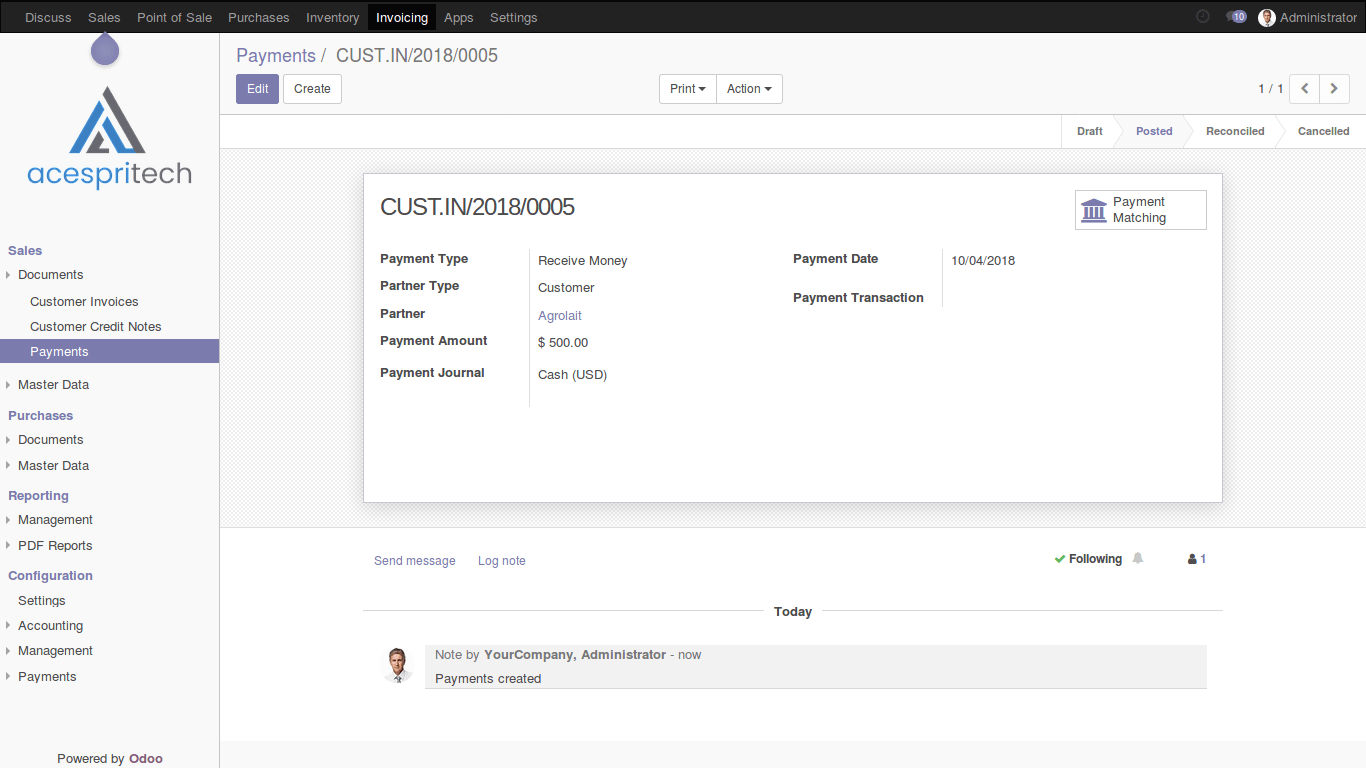 Discuss Sales Point of Sale Purchases Inventory Invoicing Apps Settings 10 Administrator
acespritech
Sales
Documents
Customer Invoices
Customer Credit Notes
Payments
Master Data
Purchases
Documents
Master Data
Reporting
Management
PDF Reports
Configuration
Settings
Accounting
Management
Payments
Powered by Odoo
Payments / CUST.IN/2018/0005
Edit Create Print Action 1 / 1
Draft Posted Reconciled Cancelled
CUST.IN/2018/0005
Payment
Matching
Payment Type Receive Money
Partner Type Customer
Partner Agrolait
Payment Amount $ 500.00
Payment Journal Cash (USD)
Payment Date 10/04/2018
Payment Transaction
Send message Log note Following 1
Today
Note by YourCompany, Administrator - now
Payments created